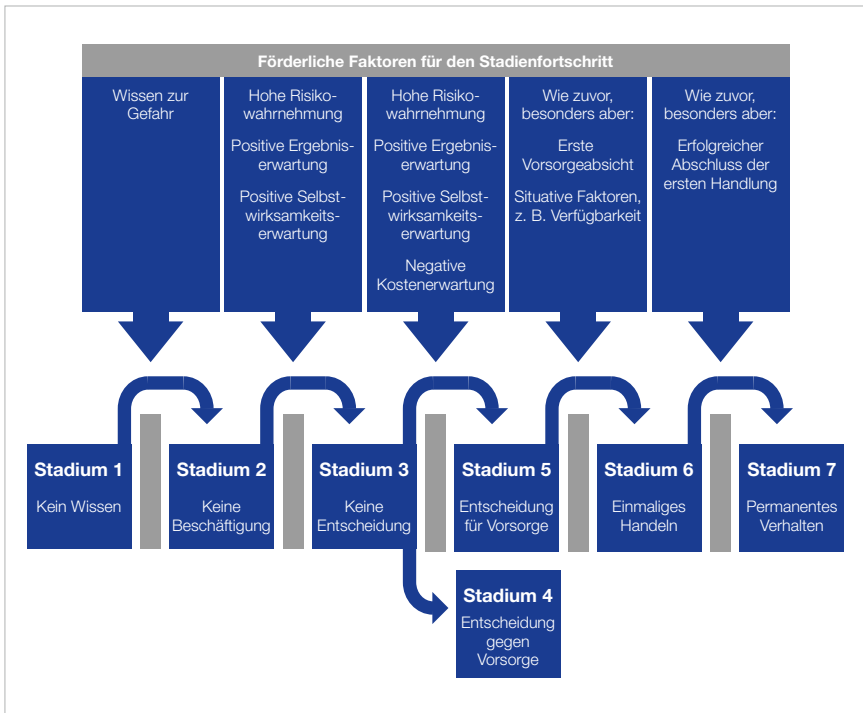 Förderliche Faktoren für den Stadienfortschritt
Wissen zur
Gefahr
Hohe Risiko-
wahrnehmung
Positive Ergebnis-
erwartung
Positive Selbst-
wirksamkeits-
erwartung
Hohe Risiko-
wahrnehmung
Positive Ergebnis-
erwartung
Positive Selbst-
wirksamkeits-
erwartung
Negative
Kostenerwartung
Wie zuvor,
besonders aber:
Erste
Vorsorgeabsicht
Situative Faktoren,
z. B. Verfügbarkeit
Wie zuvor,
besonders aber:
Erfolgreicher
Abschluss der
ersten Handlung
Stadium 1
Kein Wissen
Stadium 2
Keine
Beschäftigung
Stadium 3
Keine
Entscheidung
Stadium 5
Entscheidung
für Vorsorge
Stadium 6
Einmaliges
Handeln
Stadium 7
Permanentes
Verhalten
Stadium 4
Entscheidung
gegen
Vorsorge